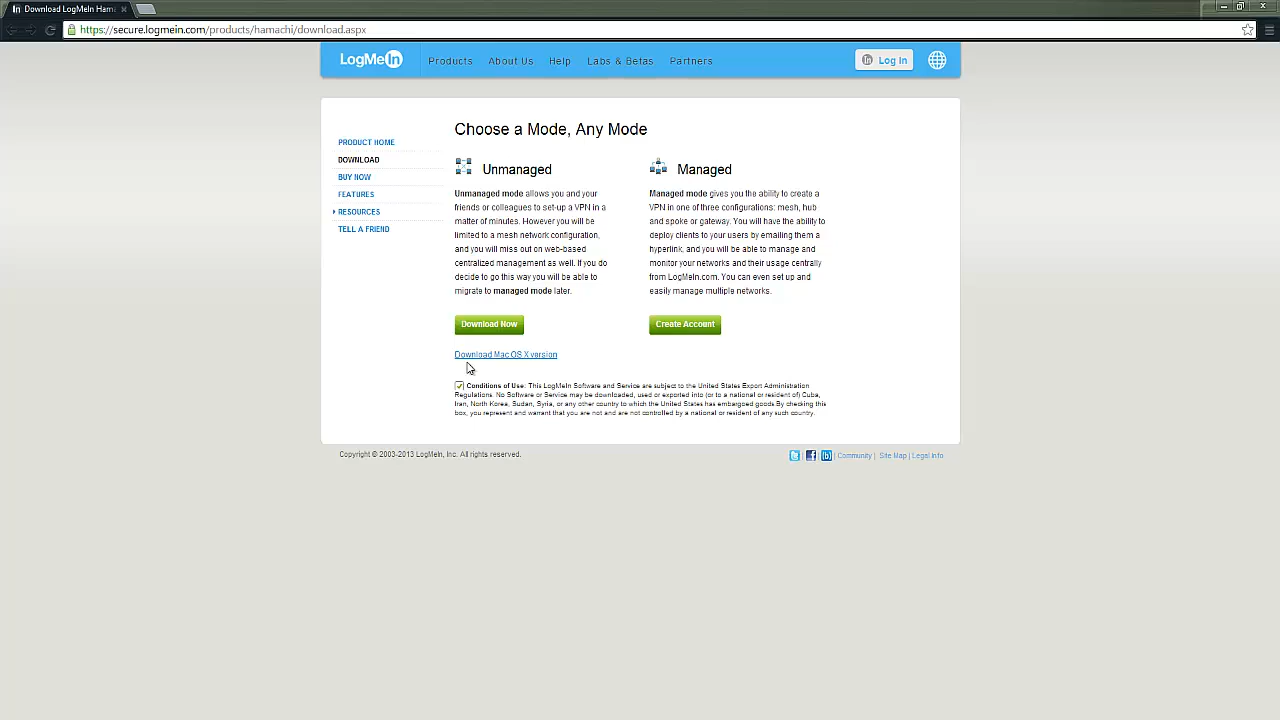 Download LogMeIn Hama
https://secure.logmein.com/products/hamachi/download.aspx
LogMeIn Products About Us Help Labs & Betas Partners in Log In
Choose a Mode, Any Mode
PRODUCT HOME
DOWNLOAD
BUY NOW
FEATURES
RESOURCES
TELL A FRIEND
Unmanaged
Unmanaged mode allows you and your
friends or colleagues to set-up a VPN in a
matter of minutes. However you will be
limited to a mesh network configuration,
and you will miss out on web-based
centralized management as well. If you do
decide to go this way you will be able to
migrate to managed mode later.
Download Now
Download Mac OS X version
Managed
Managed mode gives you the ability to create a
VPN in one of three configurations: mesh, hub
and spoke or gateway. You will have the ability to
deploy clients to your users by emailing them a
hyperlink, and you will be able to manage and
monitor your networks and their usage centrally
from LogMeIn.com. You can even set up and
easily manage multiple networks.
Create Account
Conditions of Use: This LogMeIn Software and Service are subject to the United States Export Administration
Regulations. No Software or Service may be downloaded, used or exported into (or to a national or resident of) Cuba,
Iran, North Korea, Sudan, Syria, or any other country to which the United States has embargoed goods.By checking this
box, you represent and warrant that you are not and are not controlled by a national or resident of any such country.
Copyright © 2003-2013 LogMeIn, Inc. All rights reserved.
| Community | Site Map | Legal Info